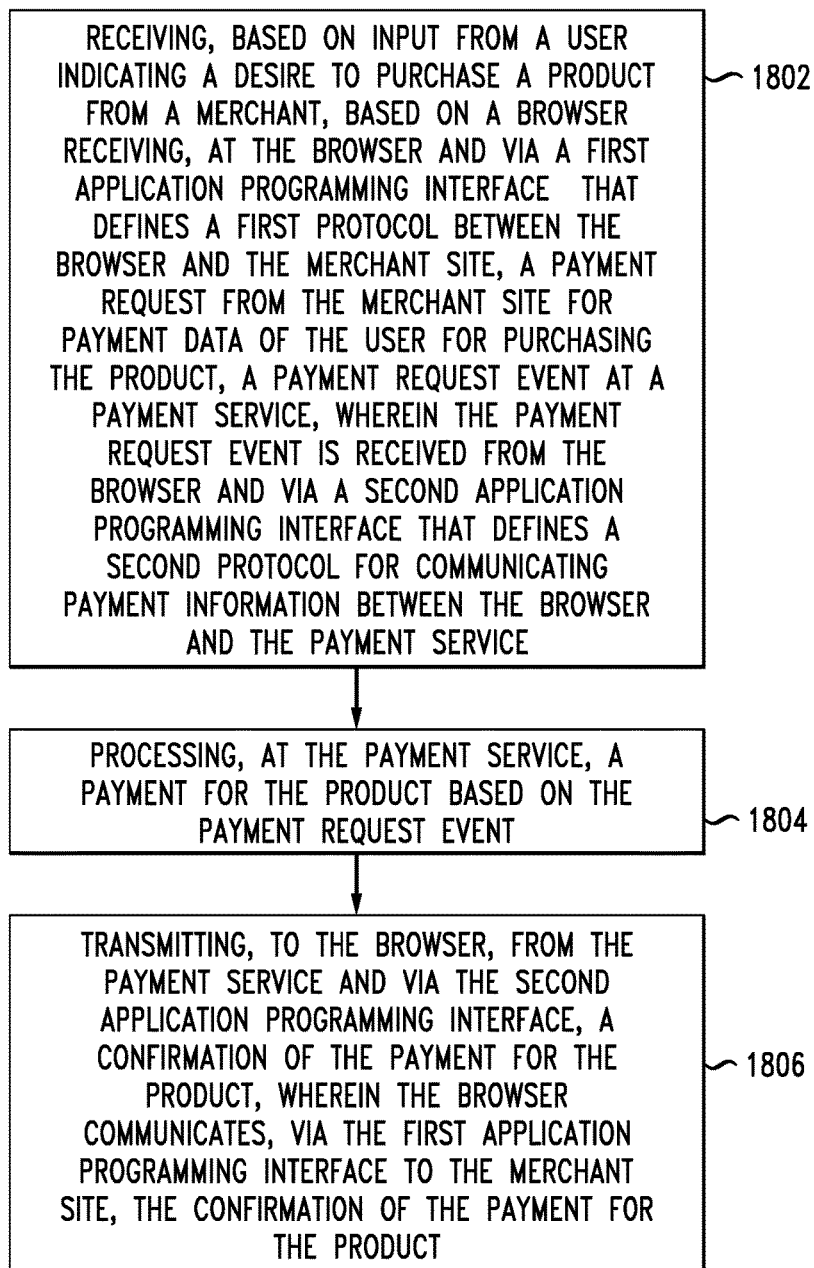 RECEIVING, BASED ON INPUT FROM A USER
INDICATING A DESIRE TO PURCHASE A PRODUCT
FROM A MERCHANT, BASED ON A BROWSER
RECEIVING, AT THE BROWSER AND VIA A FIRST
APPLICATION PROGRAMMING INTERFACE THAT
DEFINES A FIRST PROTOCOL BETWEEN THE
BROWSER AND THE MERCHANT SITE, A PAYMENT
REQUEST FROM THE MERCHANT SITE FOR
PAYMENT DATA OF THE USER FOR PURCHASING
THE PRODUCT, A PAYMENT REQUEST EVENT AT A
PAYMENT SERVICE, WHEREIN THE PAYMENT
REQUEST EVENT IS RECEIVED FROM THE
BROWSER AND VIA A SECOND APPLICATION
PROGRAMMING INTERFACE THAT DEFINES A
SECOND PROTOCOL FOR COMMUNICATING
PAYMENT INFORMATION BETWEEN THE BROWSER
AND THE PAYMENT SERVICE
1802
PROCESSING, AT THE PAYMENT SERVICE, A
PAYMENT FOR THE PRODUCT BASED ON THE
PAYMENT REQUEST EVENT
1804
TRANSMITTING, TO THE BROWSER, FROM THE
PAYMENT SERVICE AND VIA THE SECOND
APPLICATION PROGRAMMING INTERFACE, A
CONFIRMATION OF THE PAYMENT FOR THE
PRODUCT, WHEREIN THE BROWSER
COMMUNICATES, VIA THE FIRST APPLICATION
PROGRAMMING INTERFACE TO THE MERCHANT
SITE, THE CONFIRMATION OF THE PAYMENT FOR
THE PRODUCT
1806